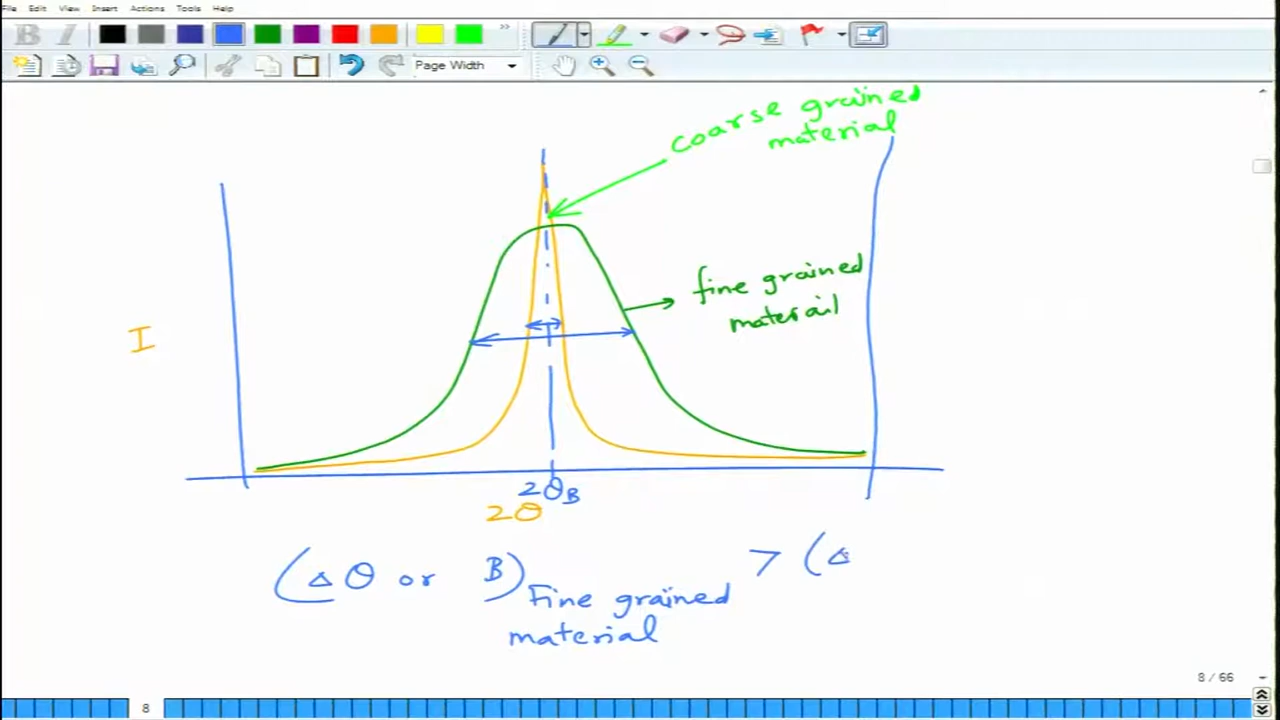 File Edit View Insert Actions Tools Help
B I
Page Width
coarse grained
material
fine grained
materail
I
2θB
2θ
(Δθ or B) Fine grained > (Δ
material
8 / 66
8